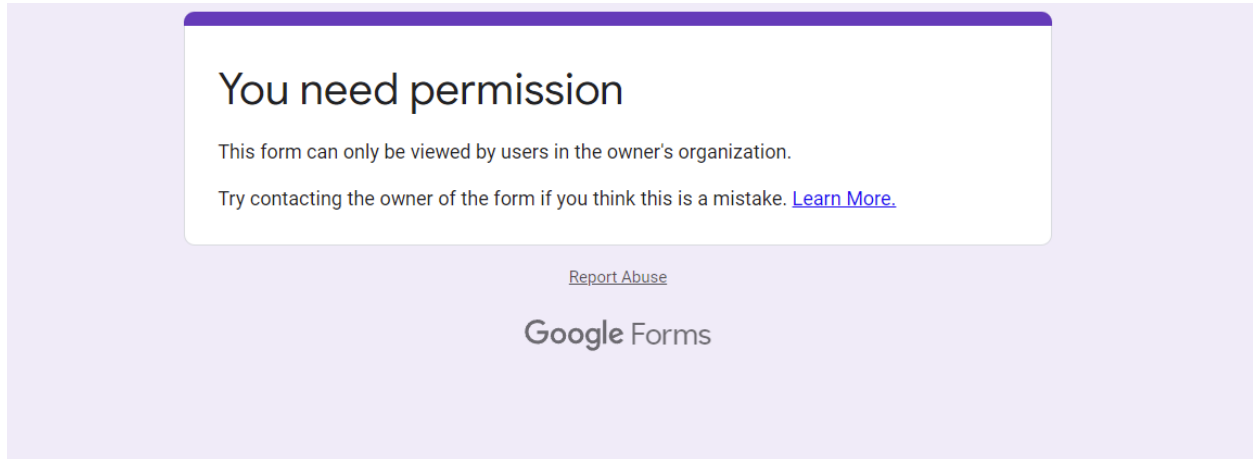 You need permission
This form can only be viewed by users in the owner's organization.
Try contacting the owner of the form if you think this is a mistake. Learn More.
Report Abuse
Google Forms